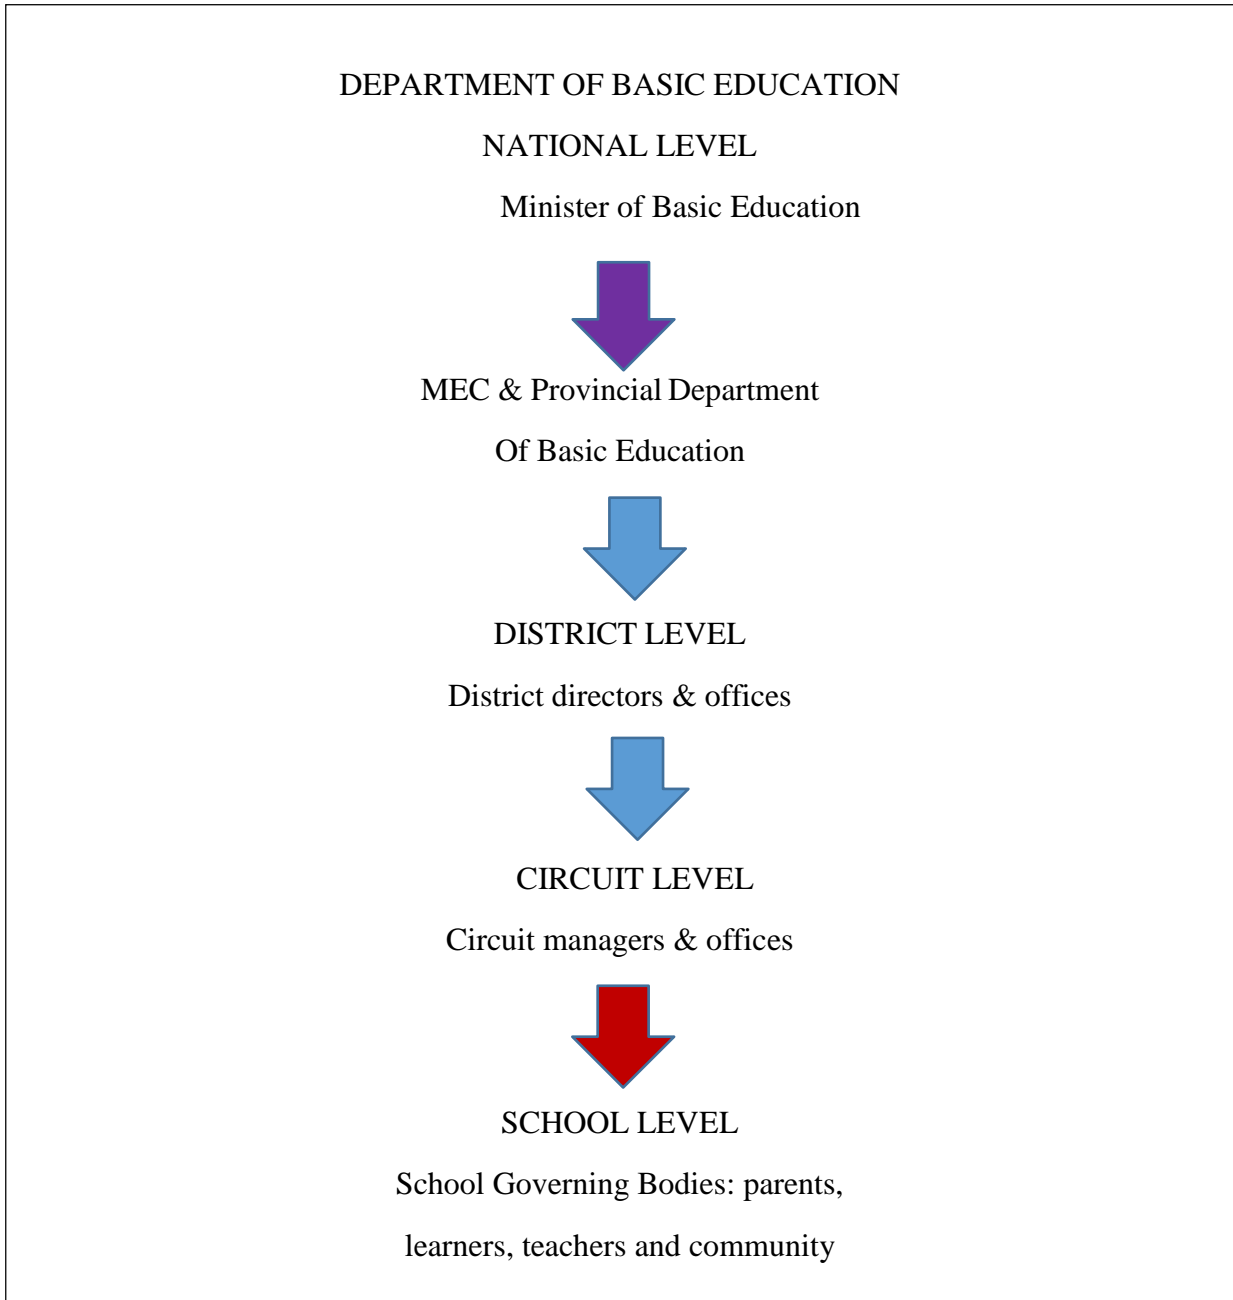 DEPARTMENT OF BASIC EDUCATION
NATIONAL LEVEL
Minister of Basic Education
MEC & Provincial Department
Of Basic Education
DISTRICT LEVEL
District directors & offices
CIRCUIT LEVEL
Circuit managers & offices
SCHOOL LEVEL
School Governing Bodies: parents,
learners, teachers and community